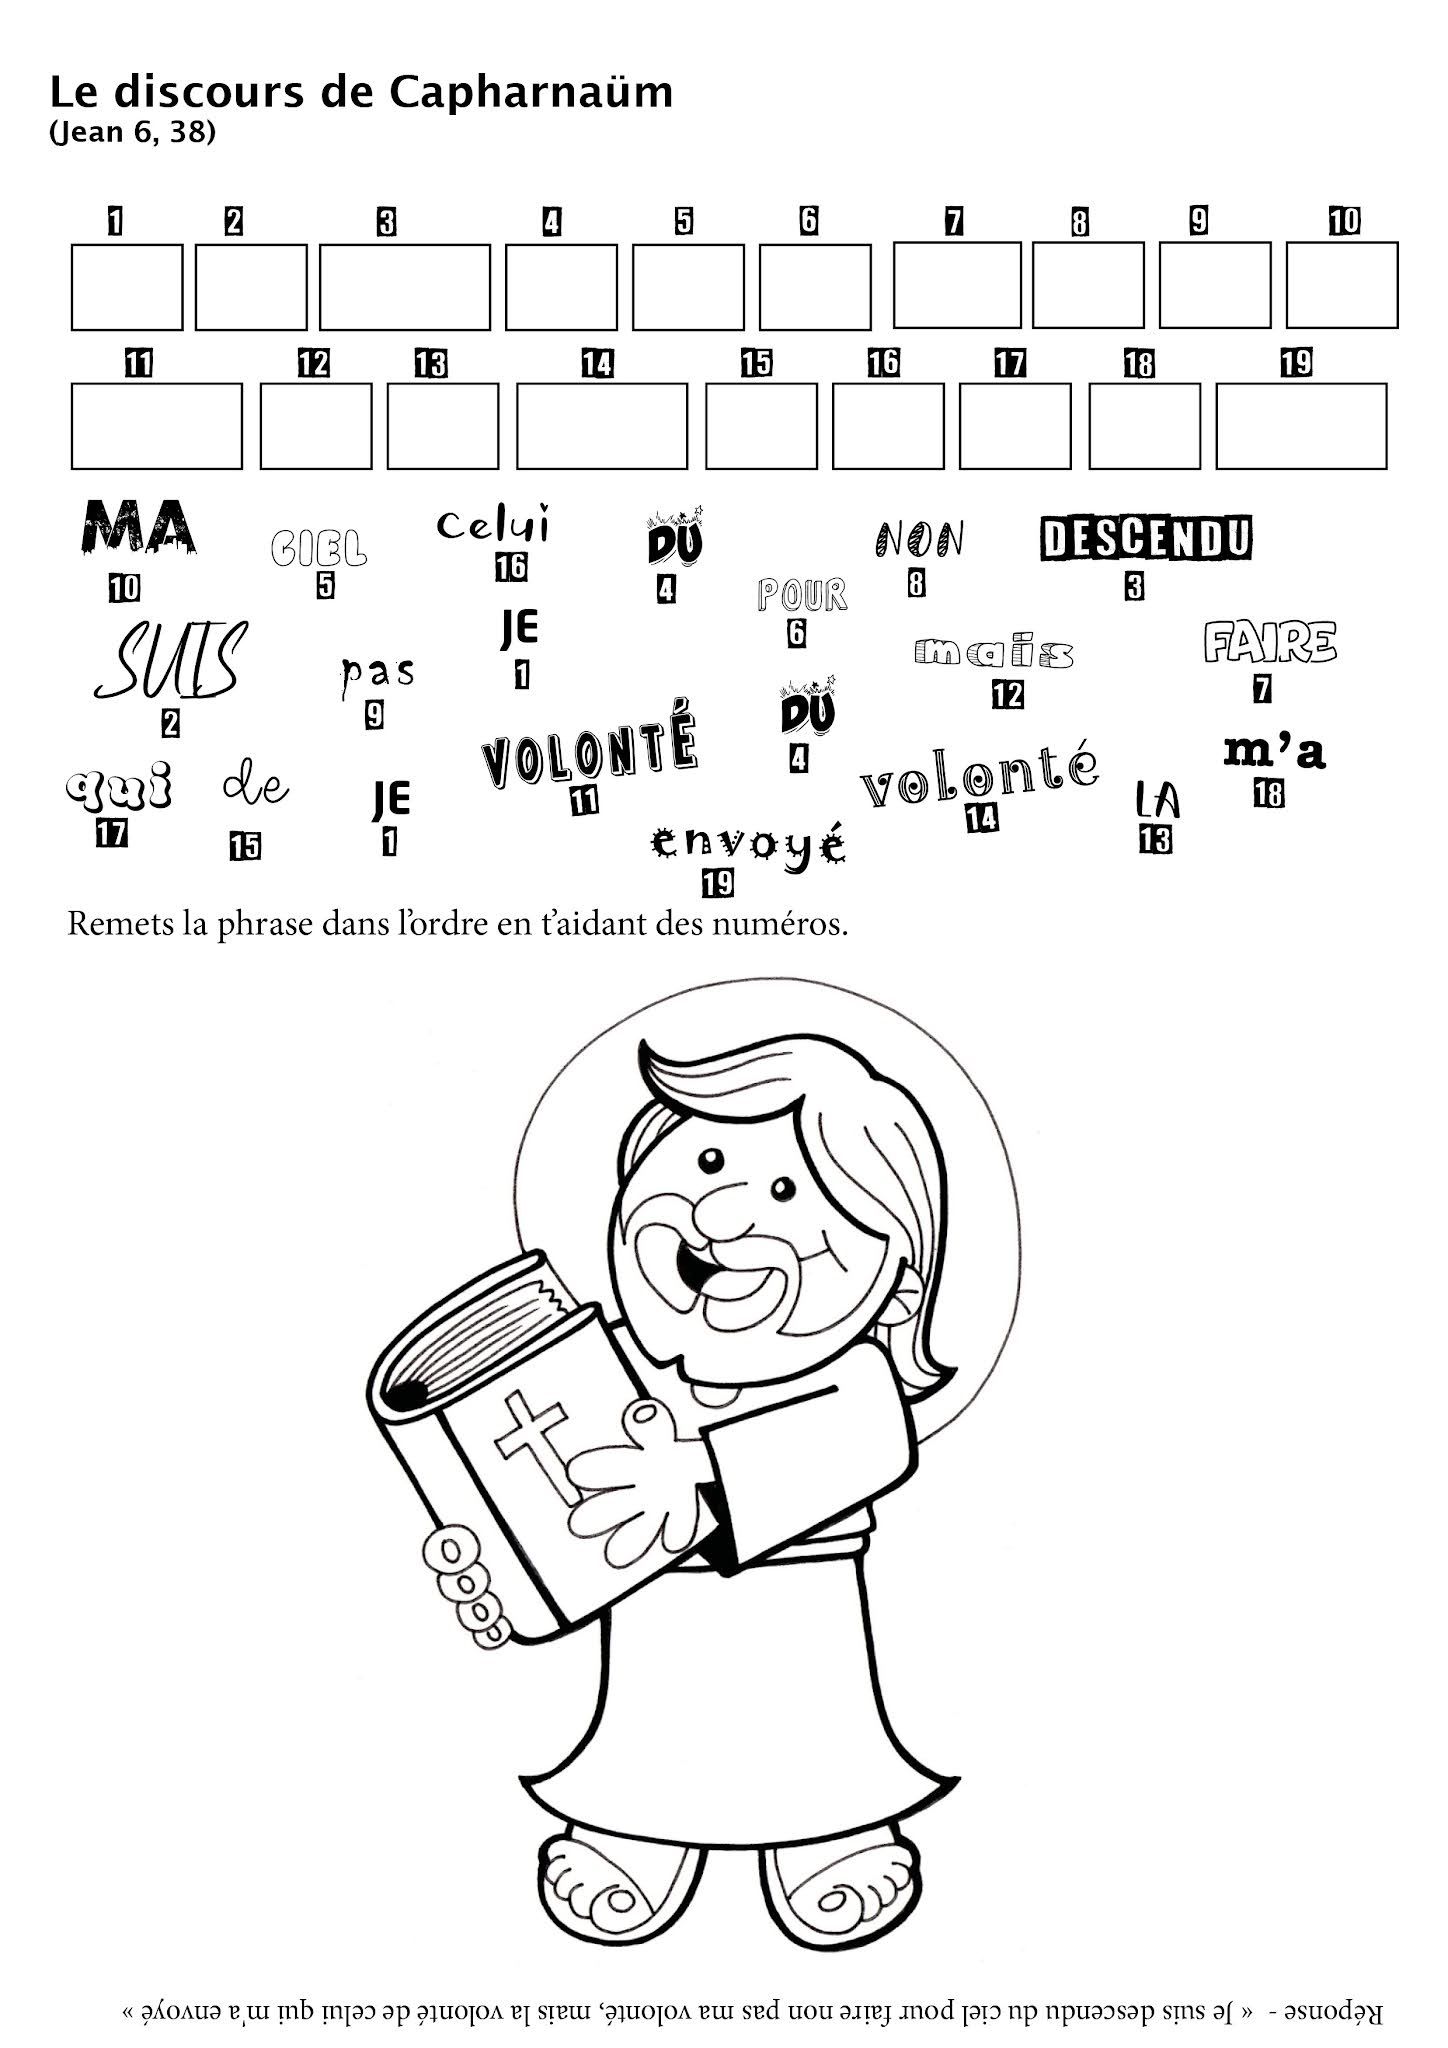 Le discours de Capharnaüm
(Jean 6, 38)
1 2 3 4 5 6 7 8 9 10
11 12 13 14 15 16 17 18 19
MA CIEL Celui DU NON DESCENDU
10 5 16 4 8 3
POUR
6
SUIS pas JE mais FAIRE
2 9 1 12 7
VOLONTÉ DU volonté m'a
11 4 14 18
qui de JE envoyé LA
17 15 1 19 13
Remets la phrase dans l'ordre en t'aidant des numéros.
Réponse - « Je suis descendu du ciel pour faire non pas ma volonté, mais la volonté de celui qui m'a envoyé »